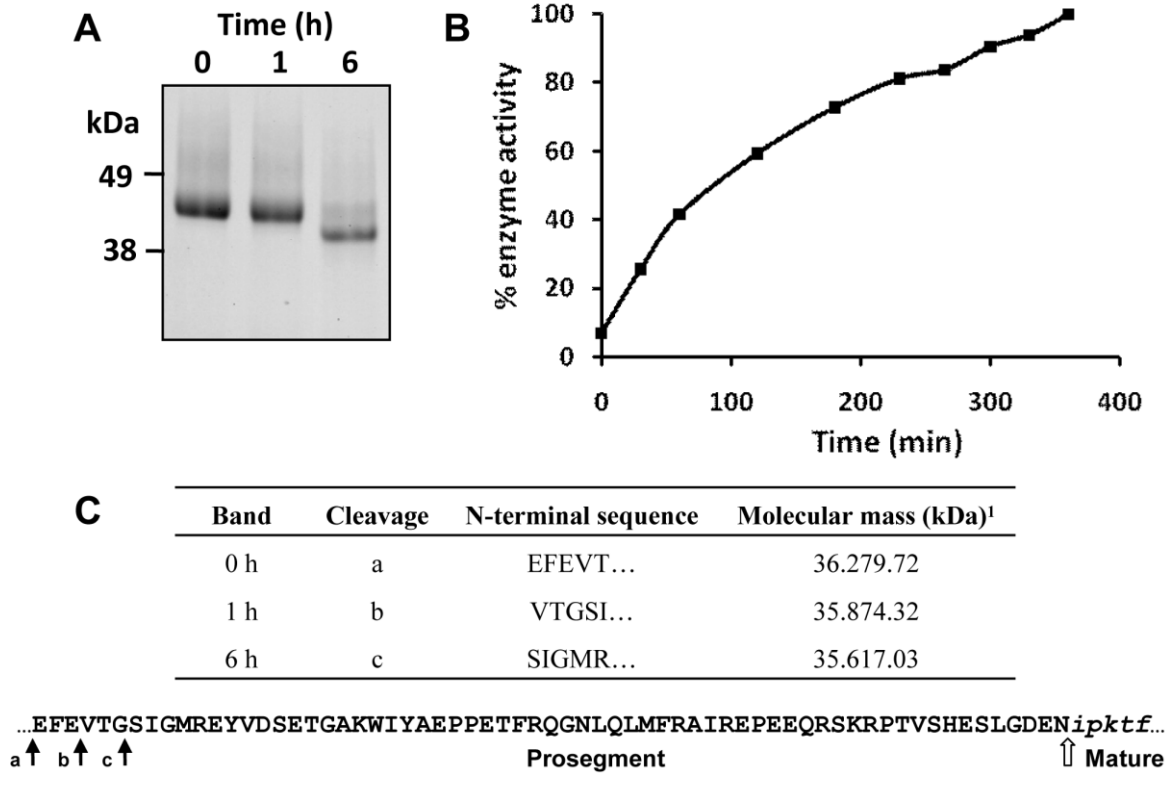 A
Time (h)
0 1 6
kDa
49
38
B
100
80
60
40
20
0
% enzyme activity
0 100 200 300 400
Time (min)
C
Band Cleavage N-terminal sequence Molecular mass (kDa)¹
0 h a EFEVT... 36.279.72
1 h b VTGSI... 35.874.32
6 h c SIGMR... 35.617.03
...EFEVTGSIGMREYVDSETGAKWIYAEPPETFRQGNLQLMFRAIREPEEQRSKRPTVSHESLGDENipktf...
a b c Prosegment Mature